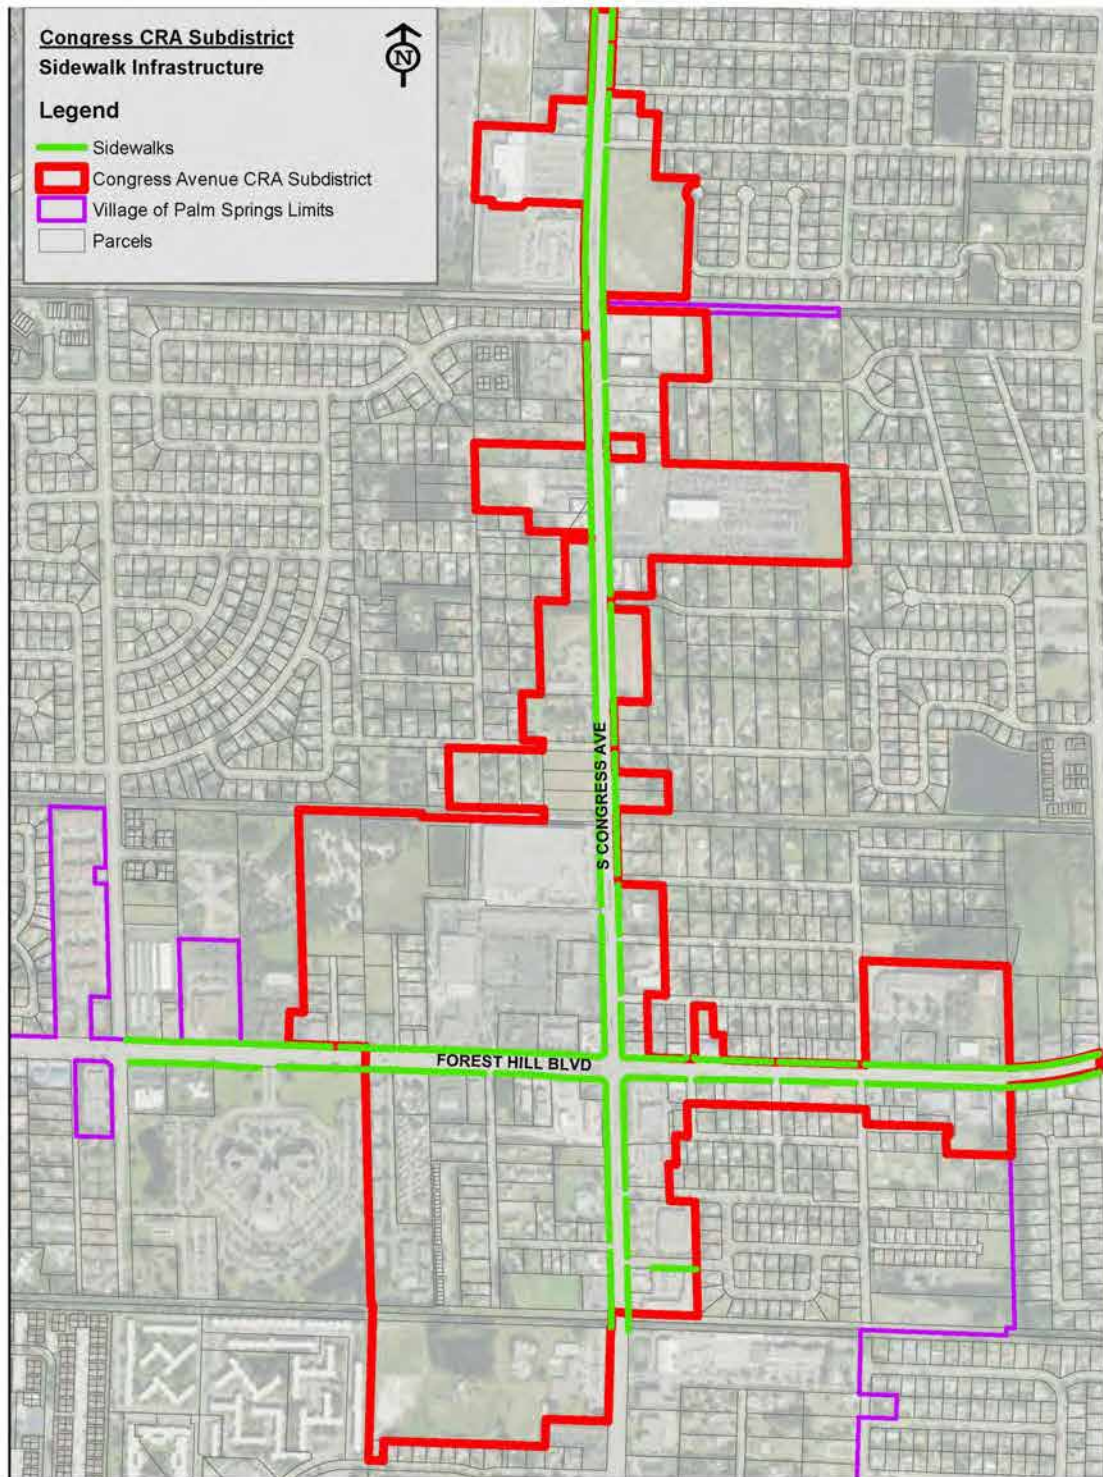 Congress CRA Subdistrict
Sidewalk Infrastructure
N
Legend
Sidewalks
Congress Avenue CRA Subdistrict
Village of Palm Springs Limits
Parcels
S CONGRESS AVE
FOREST HILL BLVD